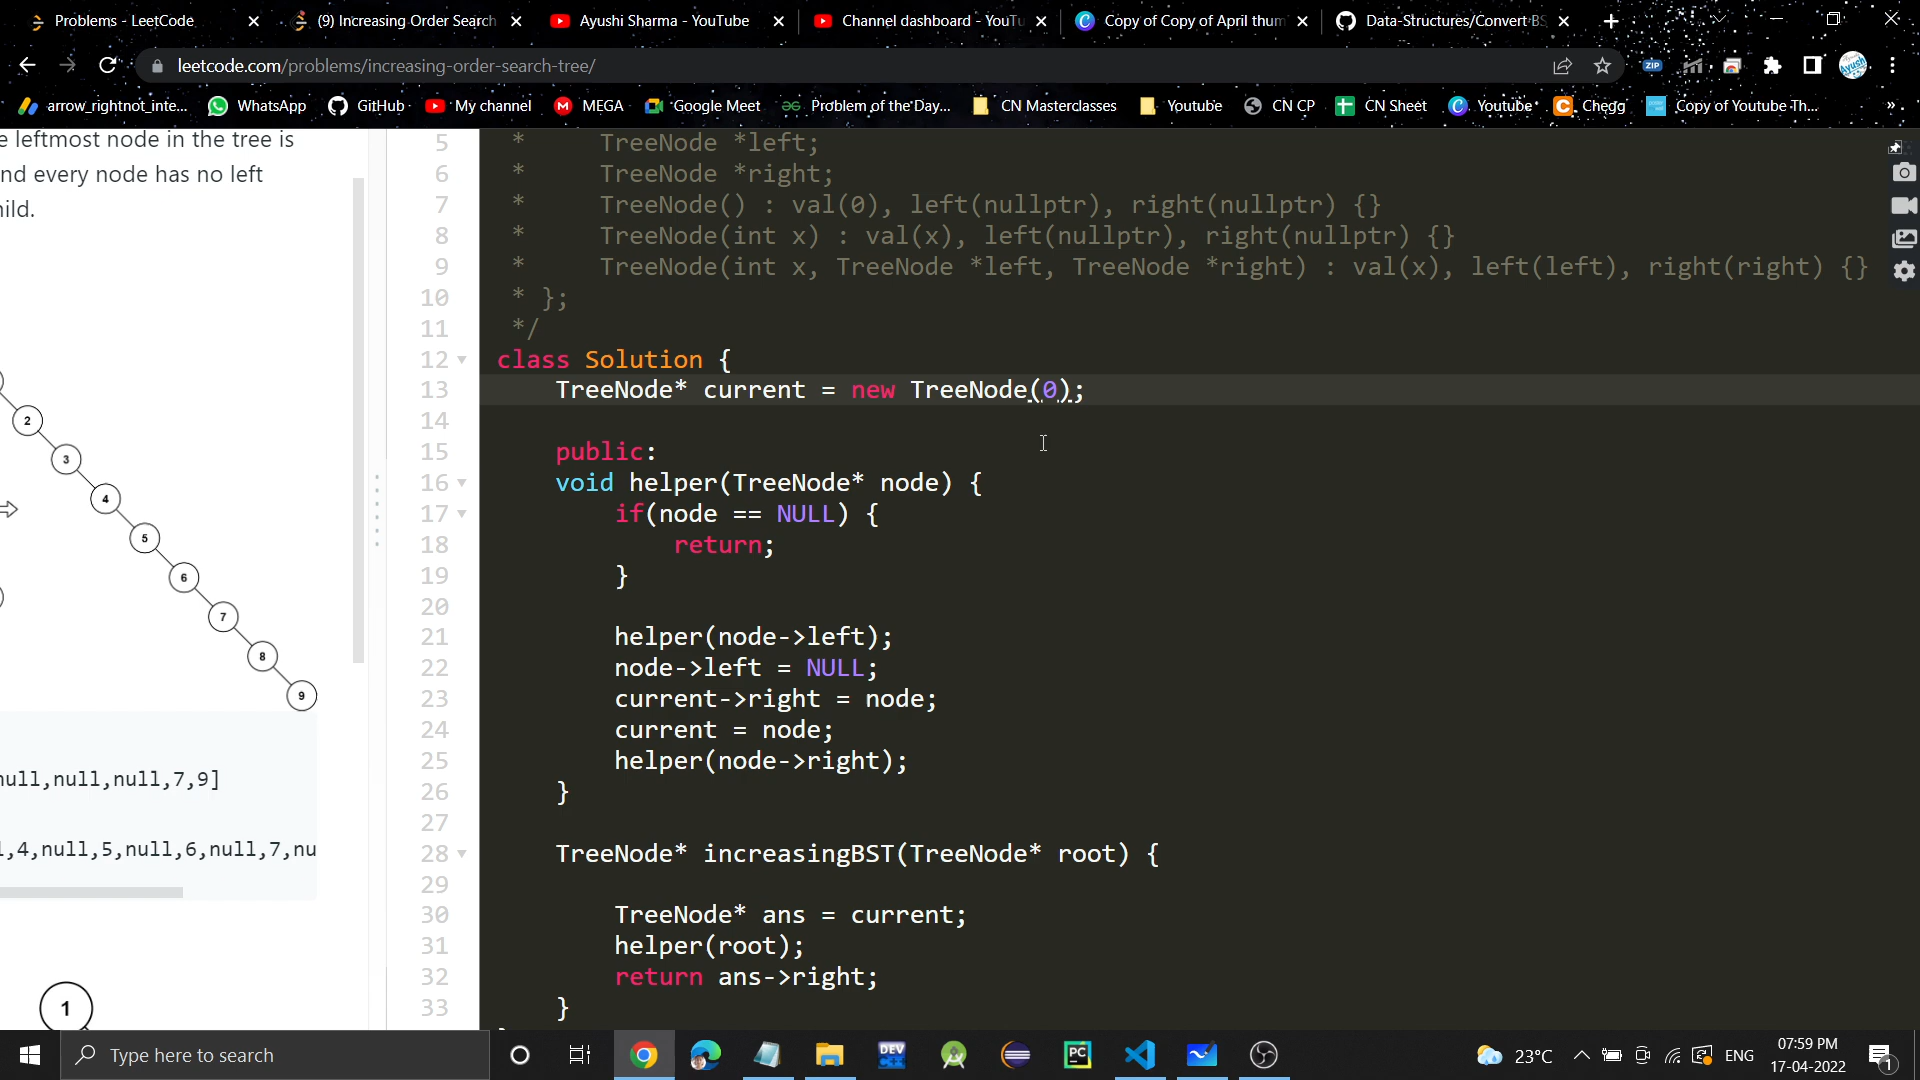 Problems - LeetCode
(9) Increasing Order Search
Ayushi Sharma - YouTube
Channel dashboard - YouTu
Copy of Copy of April thum
Data-Structures/Convert BS
leetcode.com/problems/increasing-order-search-tree/
arrow_rightnot_inte...
WhatsApp
GitHub
My channel
MEGA
Google Meet
Problem of the Day...
CN Masterclasses
Youtube
CN CP
CN Sheet
Youtube
Chegg
Copy of Youtube Th...
»
ZIP
e leftmost node in the tree is
nd every node has no left
ild.
2
3
4
5
6
7
8
9
null,null,null,7,9]
,4,null,5,null,6,null,7,nu
1
5 * TreeNode *left;
6 * TreeNode *right;
7 * TreeNode() : val(0), left(nullptr), right(nullptr) {}
8 * TreeNode(int x) : val(x), left(nullptr), right(nullptr) {}
9 * TreeNode(int x, TreeNode *left, TreeNode *right) : val(x), left(left), right(right) {}
10 * };
11 */
12 class Solution {
13 TreeNode* current = new TreeNode(0);
14
15 public:
16 void helper(TreeNode* node) {
17 if(node == NULL) {
18 return;
19 }
20
21 helper(node->left);
22 node->left = NULL;
23 current->right = node;
24 current = node;
25 helper(node->right);
26 }
27
28 TreeNode* increasingBST(TreeNode* root) {
29
30 TreeNode* ans = current;
31 helper(root);
32 return ans->right;
33 }
Type here to search
DEV C++
PC
23°C
ENG
07:59 PM
17-04-2022
1